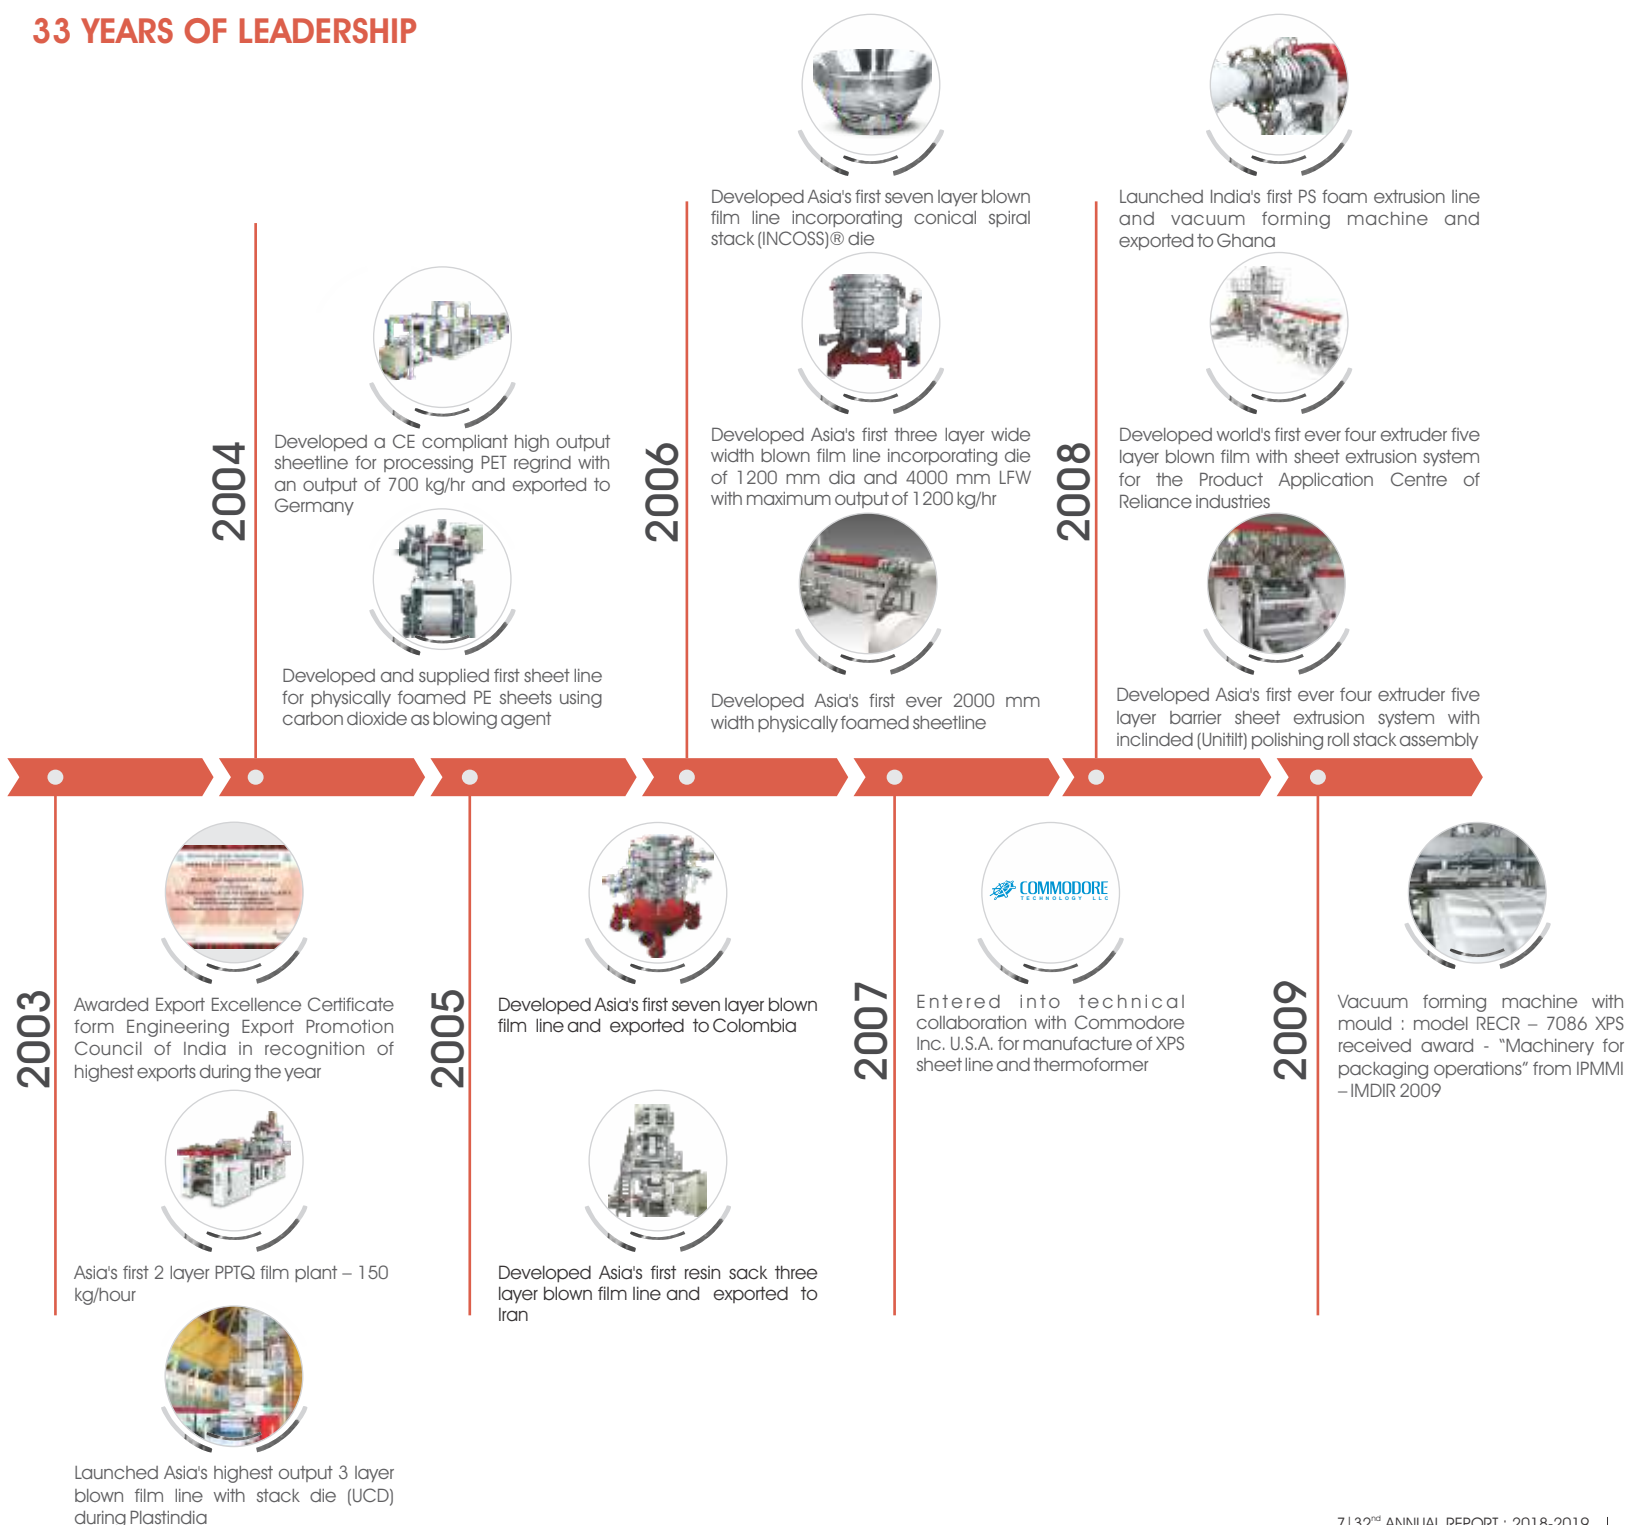 33 YEARS OF LEADERSHIP
2003
Awarded Export Excellence Certificate
form Engineering Export Promotion
Council of India in recognition of
highest exports during the year
Asia's first 2 layer PPTQ film plant – 150
kg/hour
Launched Asia's highest output 3 layer
blown film line with stack die (UCD)
during Plastindia
2004
Developed a CE compliant high output
sheetline for processing PET regrind with
an output of 700 kg/hr and exported to
Germany
Developed and supplied first sheet line
for physically foamed PE sheets using
carbon dioxide as blowing agent
2005
Developed Asia's first seven layer blown
film line and exported to Colombia
Developed Asia's first resin sack three
layer blown film line and exported to
Iran
2006
Developed Asia's first seven layer blown
film line incorporating conical spiral
stack (INCOSS)® die
Developed Asia's first three layer wide
width blown film line incorporating die
of 1200 mm dia and 4000 mm LFW
with maximum output of 1200 kg/hr
Developed Asia's first ever 2000 mm
width physically foamed sheetline
2007
COMMODORE
TECHNOLOGY LLC
Entered into technical
collaboration with Commodore
Inc. U.S.A. for manufacture of XPS
sheet line and thermoformer
2008
Launched India's first PS foam extrusion line
and vacuum forming machine and
exported to Ghana
Developed world's first ever four extruder five
layer blown film with sheet extrusion system
for the Product Application Centre of
Reliance industries
Developed Asia's first ever four extruder five
layer barrier sheet extrusion system with
inclinded (Unitilt) polishing roll stack assembly
2009
Vacuum forming machine with
mould : model RECR – 7086 XPS
received award - “Machinery for
packaging operations” from IPMMI
– IMDIR 2009
7|32nd ANNUAL REPORT : 2018-2019 |